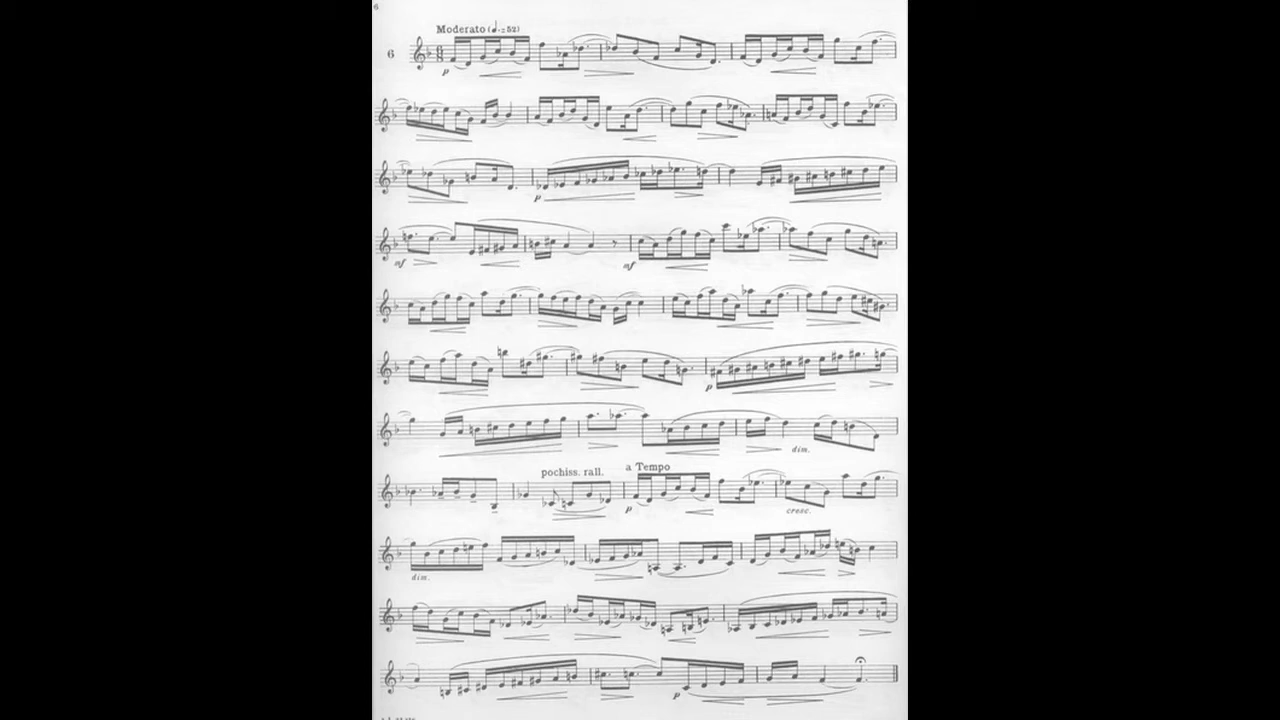 6
Moderato (♩.=52)
6
p
p
mf
mf
p
dim.
pochiss. rall. a Tempo
p
cresc.
dim.
p